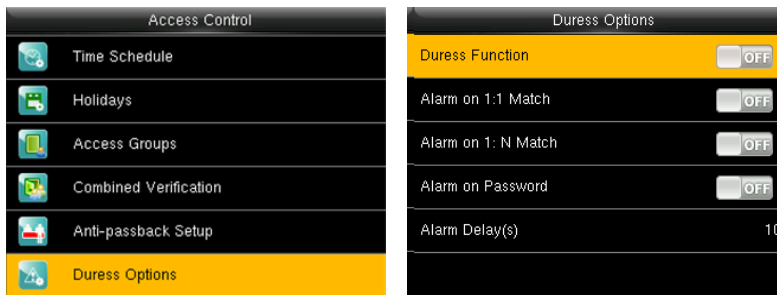 Access Control
Time Schedule
Holidays
Access Groups
Combined Verification
Anti-passback Setup
Duress Options
Duress Options
Duress Function OFF
Alarm on 1:1 Match OFF
Alarm on 1: N Match OFF
Alarm on Password OFF
Alarm Delay(s) 10